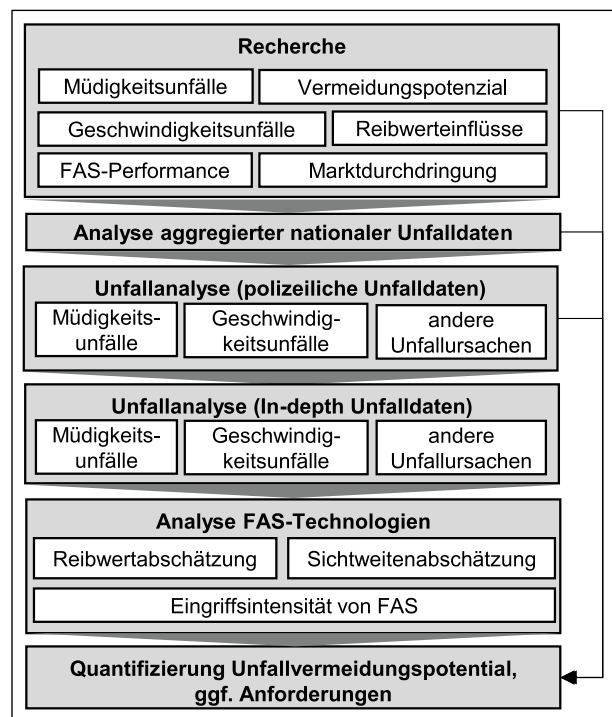 Recherche
Müdigkeitsunfälle
Vermeidungspotenzial
Geschwindigkeitsunfälle
Reibwerteinflüsse
FAS-Performance
Marktdurchdringung
Analyse aggregierter nationaler Unfalldaten
Unfallanalyse (polizeiliche Unfalldaten)
Müdigkeits-
unfälle
Geschwindig-
keitsunfälle
andere
Unfallursachen
Unfallanalyse (In-depth Unfalldaten)
Müdigkeits-
unfälle
Geschwindig-
keitsunfälle
andere
Unfallursachen
Analyse FAS-Technologien
Reibwertabschätzung
Sichtweitenabschätzung
Eingriffsintensität von FAS
Quantifizierung Unfallvermeidungspotential,
ggf. Anforderungen